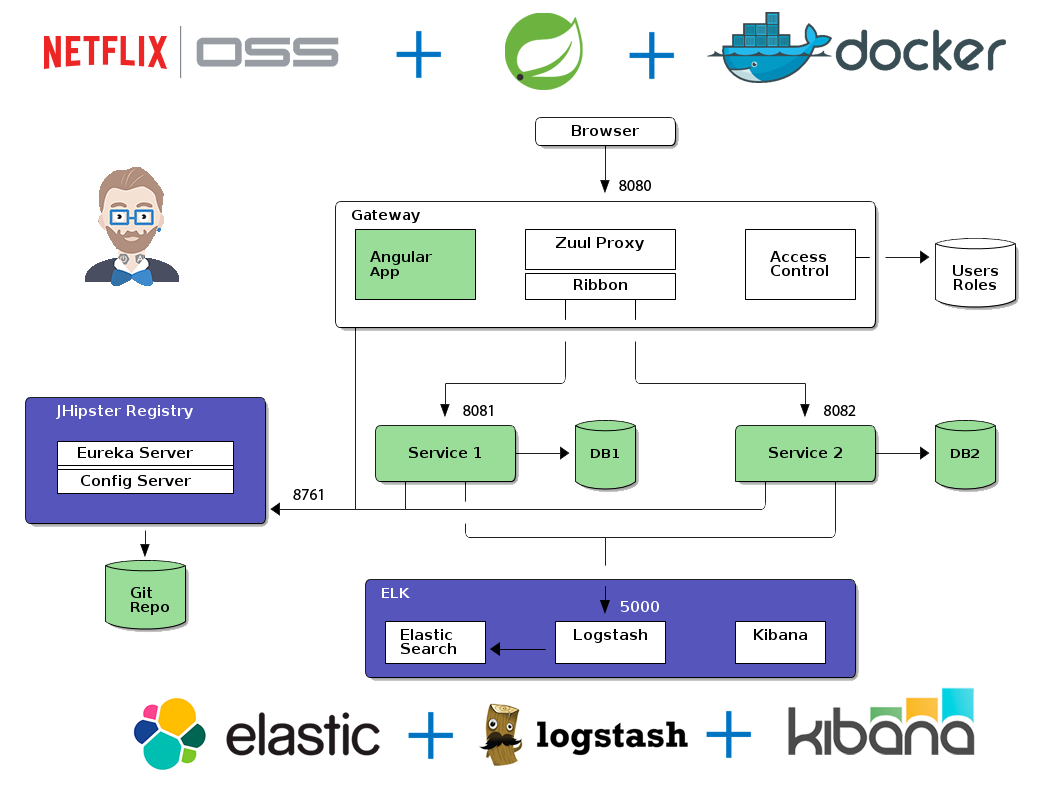 NETFLIX OSS + + docker
Browser
8080
Gateway
Angular
App
Zuul Proxy
Ribbon
Access
Control
Users
Roles
JHipster Registry
Eureka Server
Config Server
8761
Git
Repo
8081
Service 1
DB1
8082
Service 2
DB2
ELK
5000
Elastic
Search
Logstash
Kibana
elastic + logstash + kibana